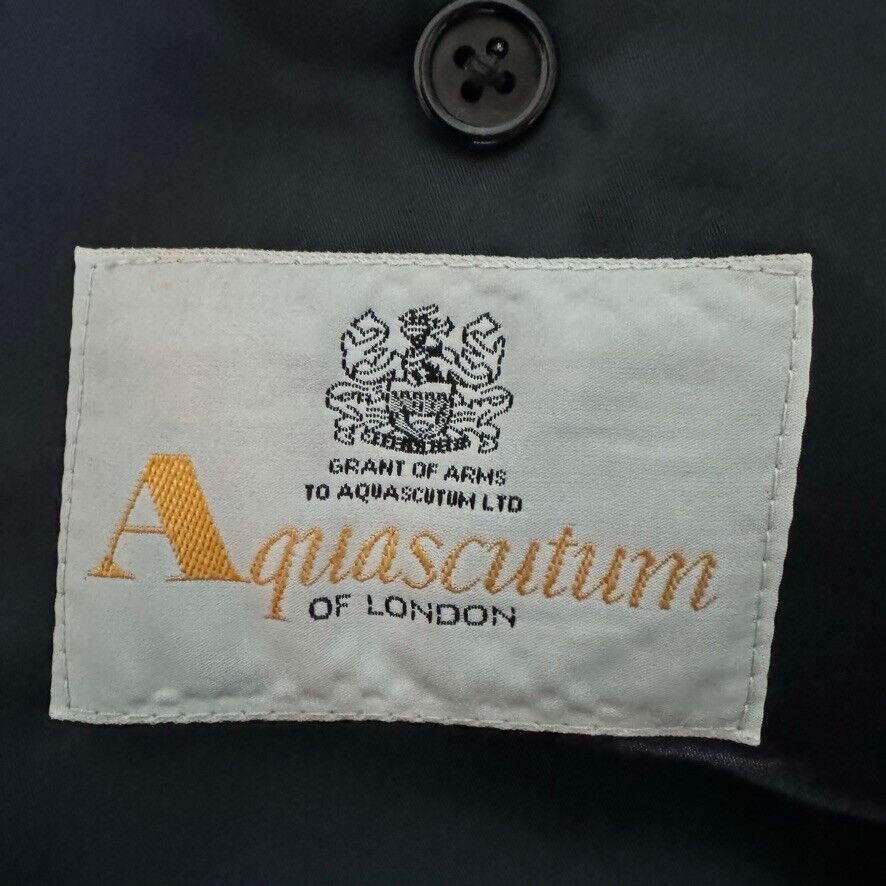 GRANT OF ARMS
TO AQUASCUTUM LTD
Aquascutum
OF LONDON